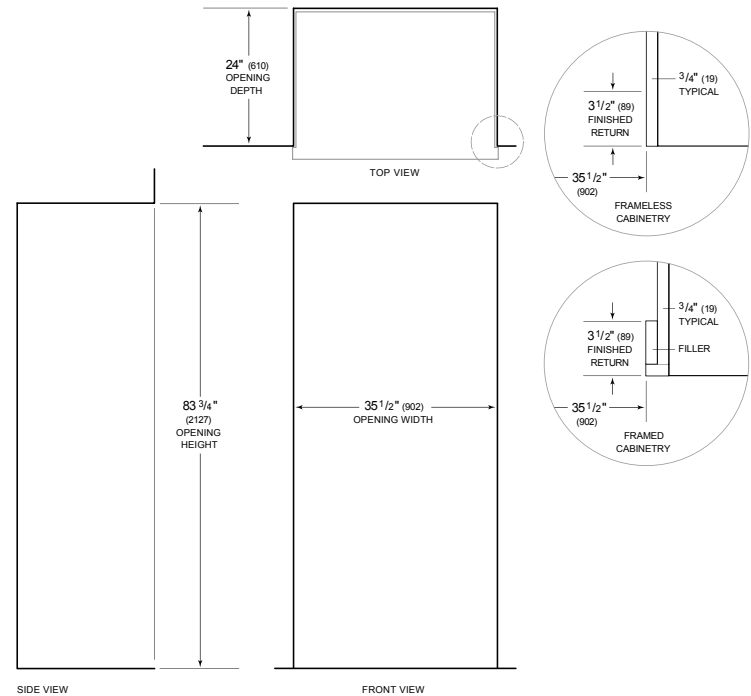 24" (610)
OPENING
DEPTH
TOP VIEW
3/4" (19)
TYPICAL
3 1/2" (89)
FINISHED
RETURN
35 1/2"
(902)
FRAMELESS
CABINETRY
3/4" (19)
TYPICAL
3 1/2" (89)
FINISHED
RETURN
FILLER
35 1/2"
(902)
FRAMED
CABINETRY
83 3/4"
(2127)
OPENING
HEIGHT
35 1/2" (902)
OPENING WIDTH
SIDE VIEW
FRONT VIEW